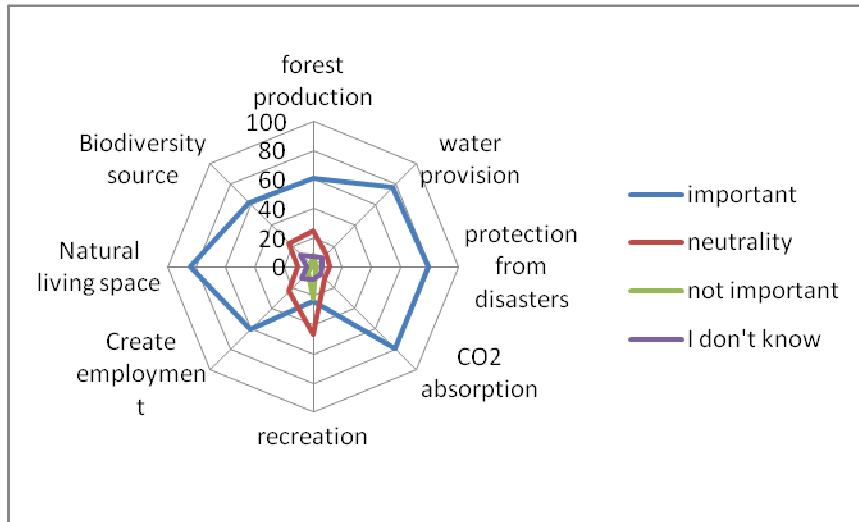 forest
production
100
80
60
40
20
0
water
provision
protection
from
disasters
CO2
absorption
recreation
Create
employmen
t
Natural
living space
Biodiversity
source
important
neutrality
not important
I don't know